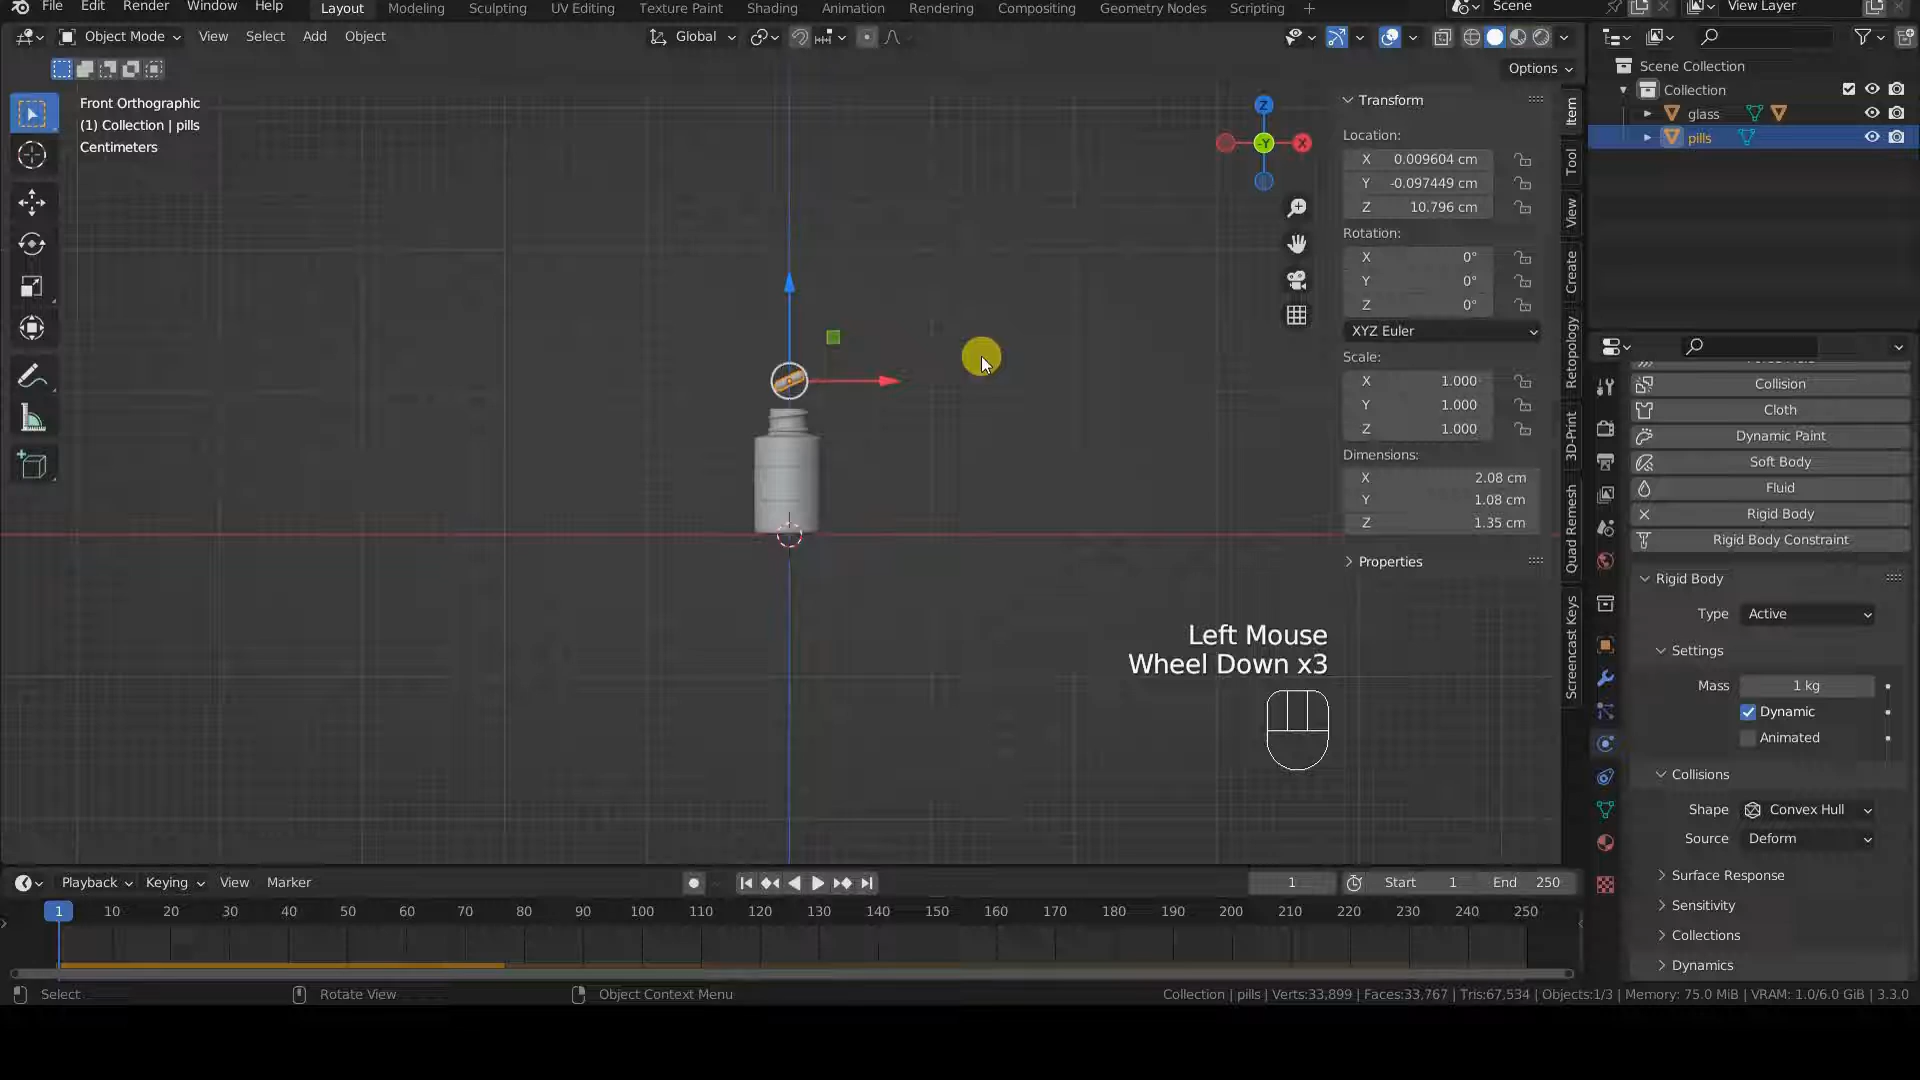 File Edit Render Window Help Layout Modeling Sculpting UV Editing Texture Paint Shading Animation Rendering Compositing Geometry Nodes Scripting + Scene View Layer
Object Mode View Select Add Object Global
Options
Front Orthographic
(1) Collection | pills
Centimeters
Z
X
-Y
Transform
Location:
X 0.009604 cm
Y -0.097449 cm
Z 10.796 cm
Rotation:
X 0°
Y 0°
Z 0°
XYZ Euler
Scale:
X 1.000
Y 1.000
Z 1.000
Dimensions:
X 2.08 cm
Y 1.08 cm
Z 1.35 cm
Properties
Item
Tool
View
Create
Retopology
3D-Print
Quad Remesh
Screencast Keys
Scene Collection
Collection
glass
pills
Collision
Cloth
Dynamic Paint
Soft Body
Fluid
Rigid Body
Rigid Body Constraint
Rigid Body
Type Active
Settings
Mass 1 kg
Dynamic
Animated
Collisions
Shape Convex Hull
Source Deform
Surface Response
Sensitivity
Collections
Dynamics
Left Mouse
Wheel Down x3
Playback Keying View Marker 1 Start 1 End 250
1 10 20 30 40 50 60 70 80 90 100 110 120 130 140 150 160 170 180 190 200 210 220 230 240 250
Select Rotate View Object Context Menu Collection | pills | Verts:33,899 | Faces:33,767 | Tris:67,534 | Objects:1/3 | Memory: 75.0 MiB | VRAM: 1.0/6.0 GiB | 3.3.0